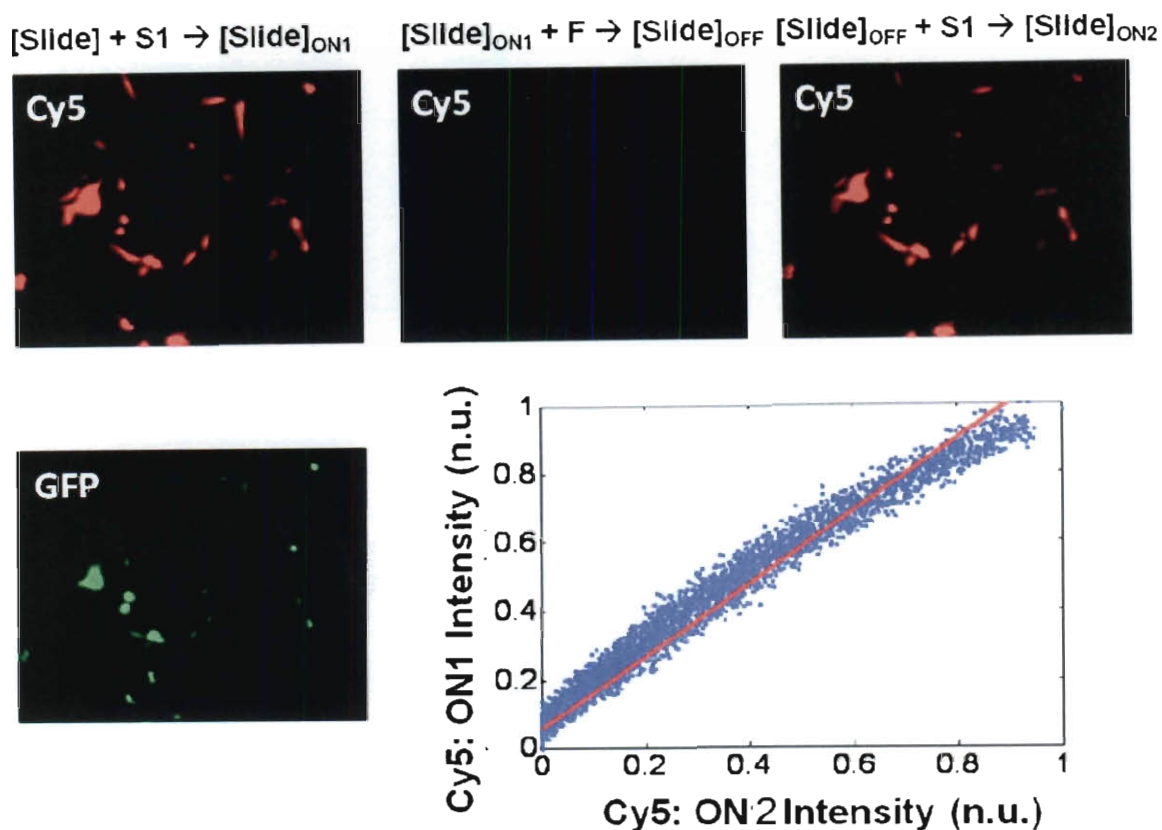 [Slide] + S1 → [Slide]ON1 [Slide]ON1 + F → [Slide]OFF [Slide]OFF + S1 → [Slide]ON2
Cy5 Cy5 Cy5
GFP
Cy5: ON1 Intensity (n.u.)
1
0.8
0.6
0.4
0.2
0
0 0.2 0.4 0.6 0.8 1
Cy5: ON2 Intensity (n.u.)